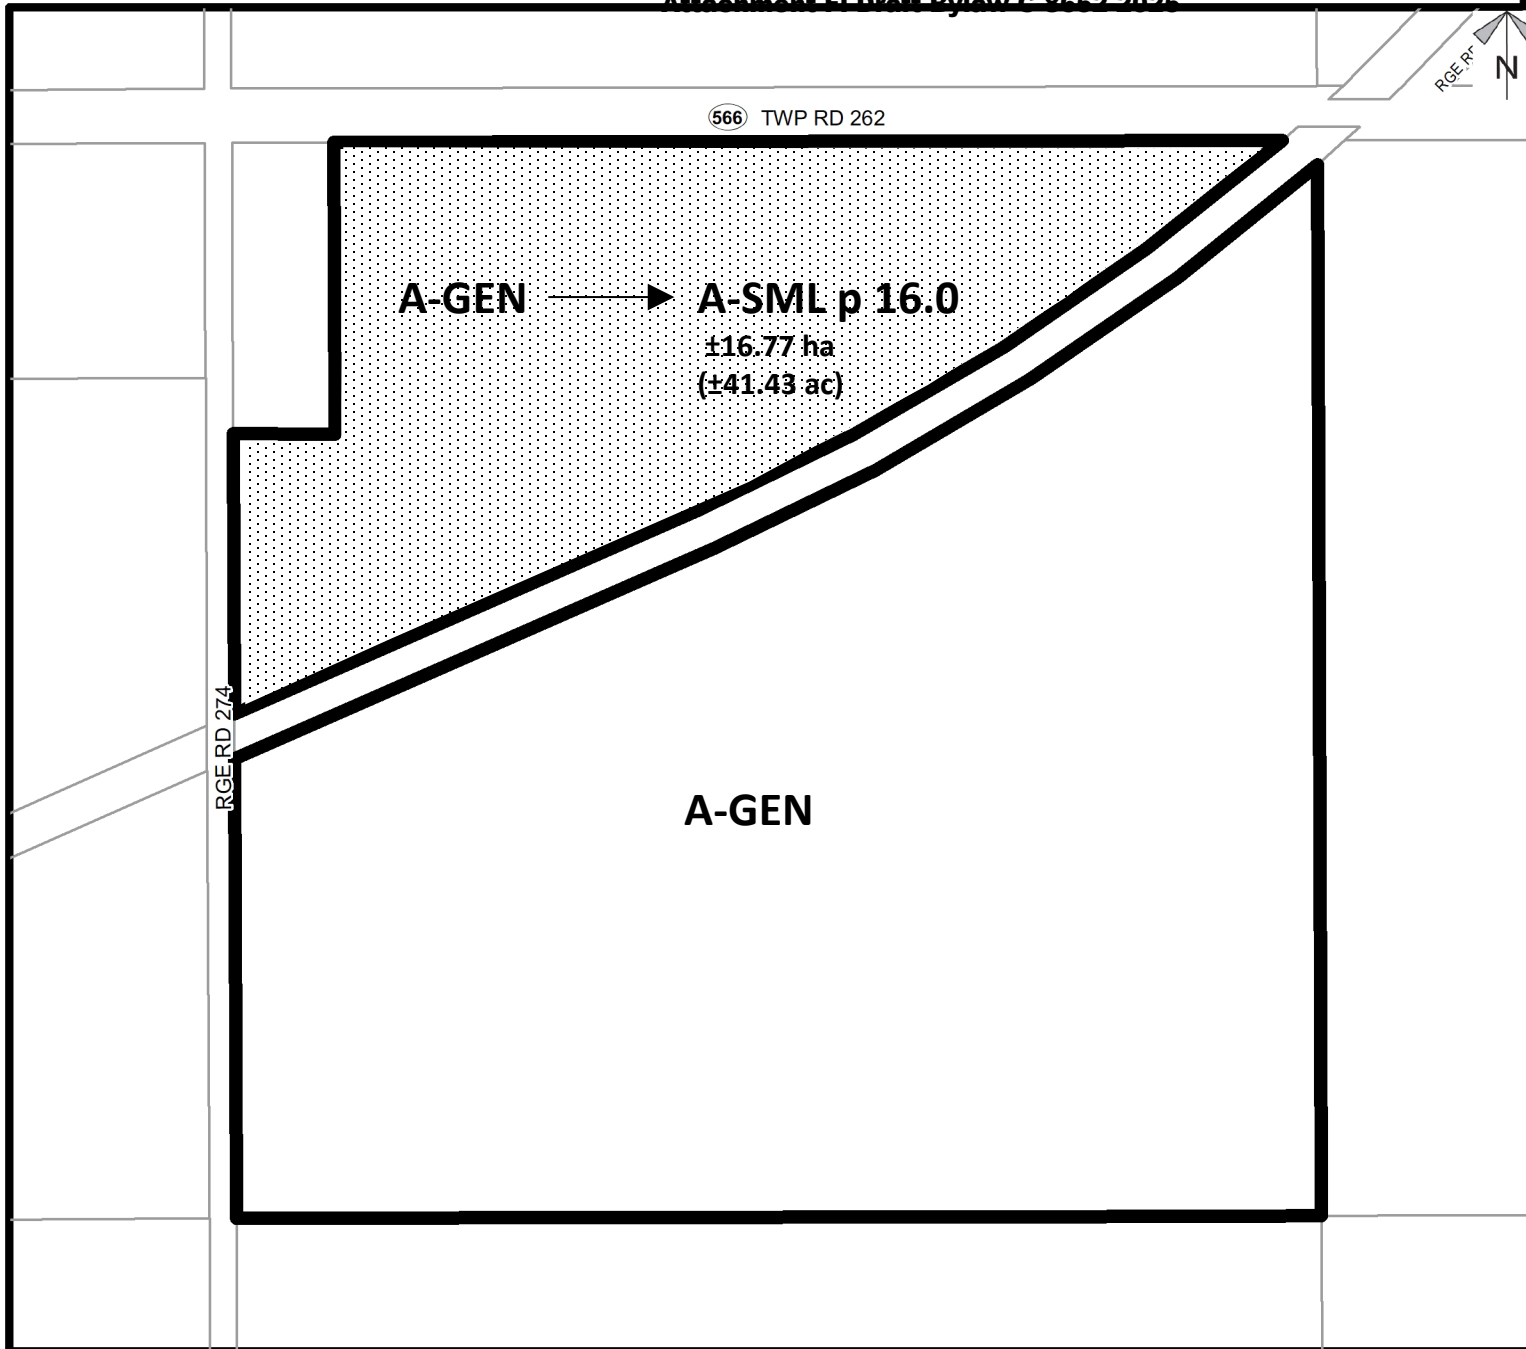 566 TWP RD 262
RGE RD
N
A-GEN A-SML p 16.0
±16.77 ha
(±41.43 ac)
RGE RD 274
A-GEN